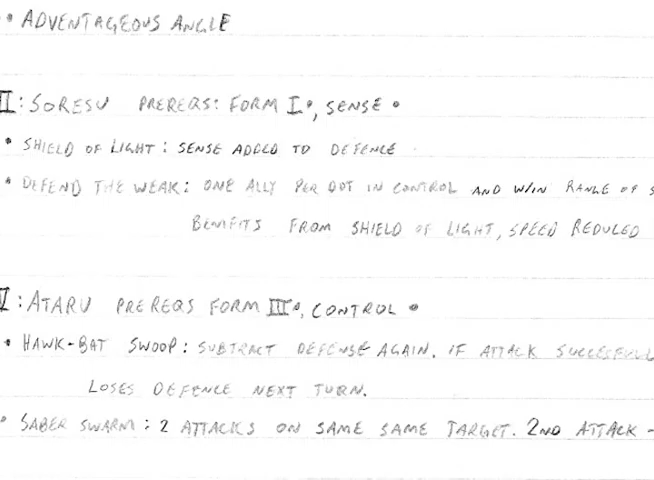 • ADVENTAGEOUS ANGLE
II: SORESU PREREQS: FORM I•, SENSE •
• SHIELD OF LIGHT: SENSE ADDED TO DEFENCE
• DEFEND THE WEAK: ONE ALLY PER DOT IN CONTROL AND W/IN RANGE OF S
BENEFITS FROM SHIELD OF LIGHT, SPEED REDUCED
V: ATARU PREREQS FORM III•, CONTROL •
• HAWK-BAT SWOOP: SUBTRACT DEFENSE AGAIN. IF ATTACK SUCCESSFULL
LOSES DEFENCE NEXT TURN.
• SABER SWARM: 2 ATTACKS ON SAME SAME TARGET. 2ND ATTACK -